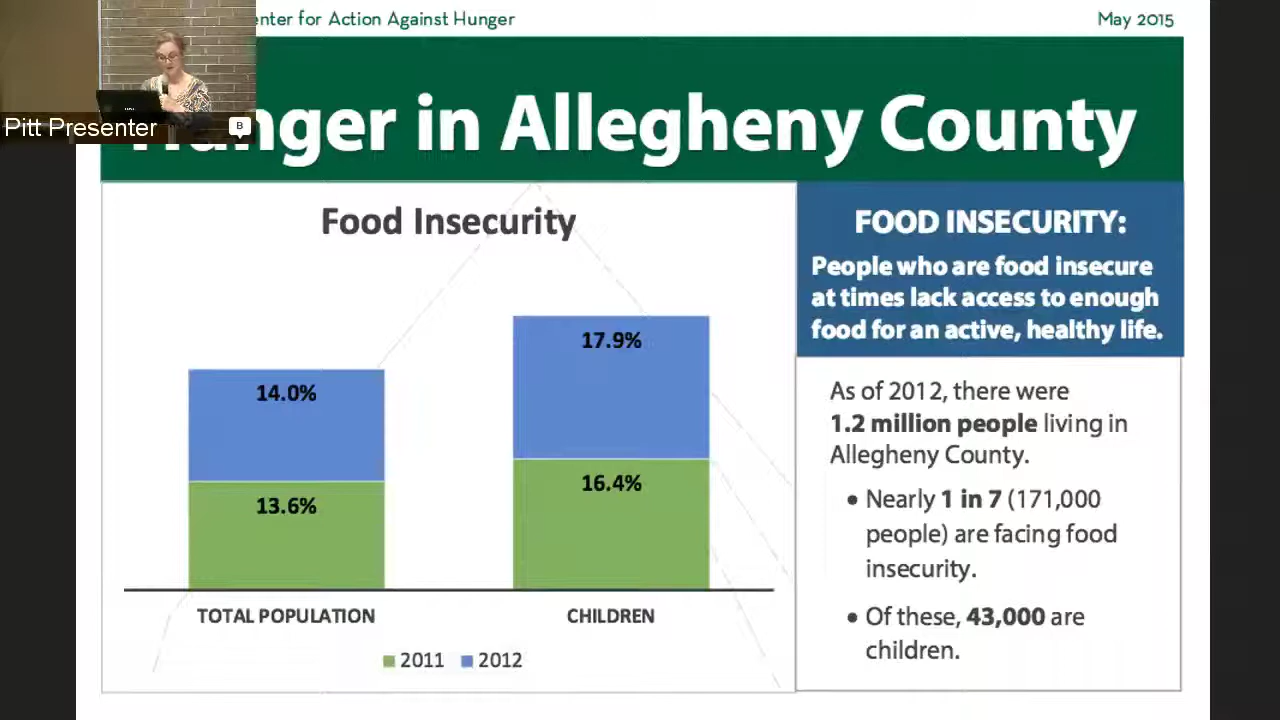 enter for Action Against Hunger
May 2015
Pitt Presenter
B
nger in Allegheny County
Food Insecurity
17.9%
14.0%
16.4%
13.6%
TOTAL POPULATION
CHILDREN
2011
2012
FOOD INSECURITY:
People who are food insecure
at times lack access to enough
food for an active, healthy life.
As of 2012, there were
1.2 million people living in
Allegheny County.
• Nearly 1 in 7 (171,000
people) are facing food
insecurity.
• Of these, 43,000 are
children.